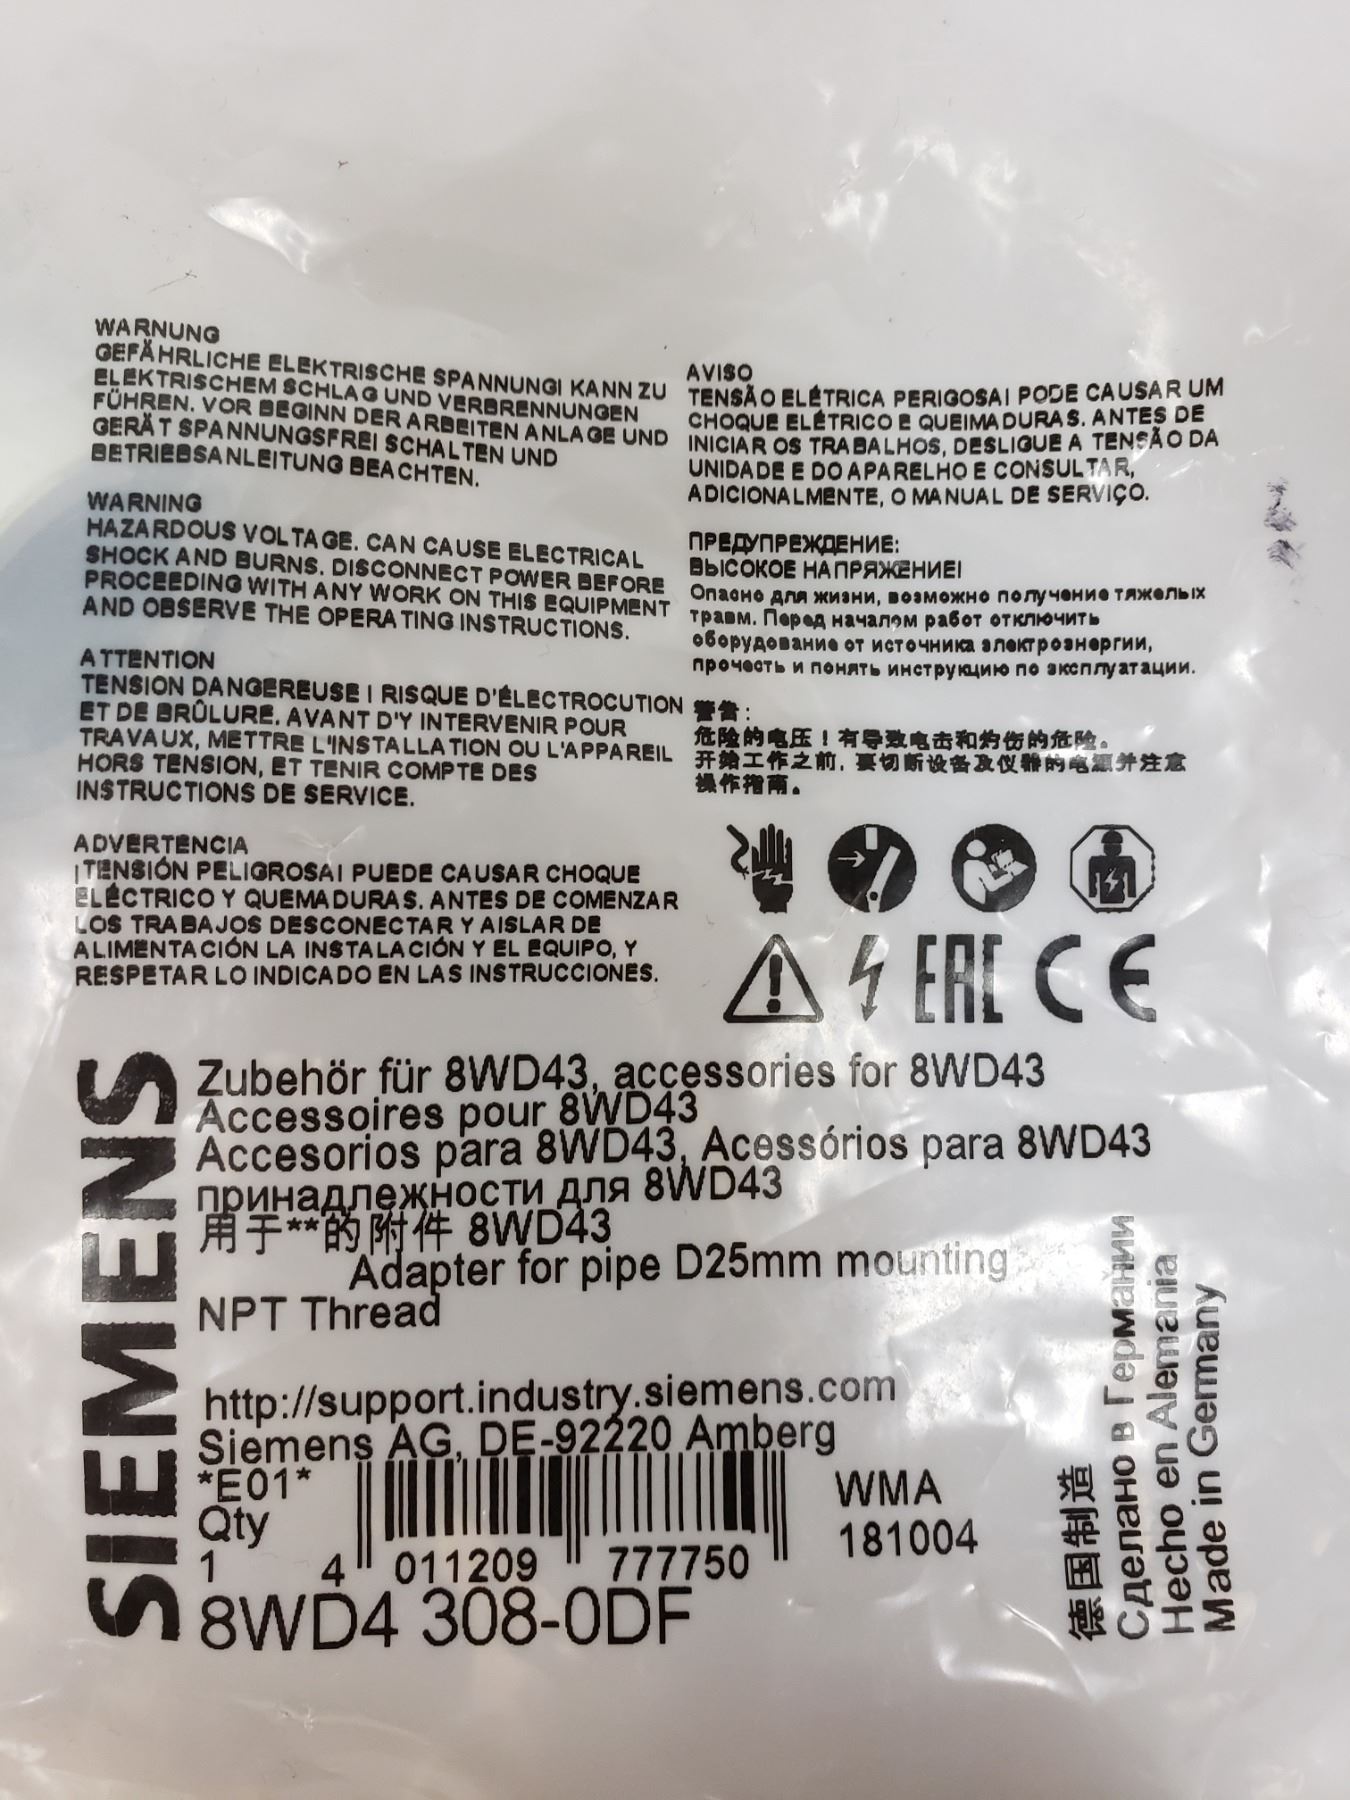 WARNUNG
GEFÄHRLICHE ELEKTRISCHE SPANNUNG! KANN ZU
ELEKTRISCHEM SCHLAG UND VERBRENNUNGEN
FÜHREN. VOR BEGINN DER ARBEITEN ANLAGE UND
GERÄT SPANNUNGSFREI SCHALTEN UND
BETRIEBSANLEITUNG BEACHTEN.
WARNING
HAZARDOUS VOLTAGE. CAN CAUSE ELECTRICAL
SHOCK AND BURNS. DISCONNECT POWER BEFORE
PROCEEDING WITH ANY WORK ON THIS EQUIPMENT
AND OBSERVE THE OPERATING INSTRUCTIONS.
ATTENTION
TENSION DANGEREUSE ! RISQUE D'ÉLECTROCUTION
ET DE BRÛLURE. AVANT D'Y INTERVENIR POUR
TRAVAUX, METTRE L'INSTALLATION OU L'APPAREIL
HORS TENSION, ET TENIR COMPTE DES
INSTRUCTIONS DE SERVICE.
ADVERTENCIA
¡TENSIÓN PELIGROSA! PUEDE CAUSAR CHOQUE
ELÉCTRICO Y QUEMADURAS. ANTES DE COMENZAR
LOS TRABAJOS DESCONECTAR Y AISLAR DE
ALIMENTACIÓN LA INSTALACIÓN Y EL EQUIPO, Y
RESPETAR LO INDICADO EN LAS INSTRUCCIONES.
AVISO
TENSÃO ELÉTRICA PERIGOSA! PODE CAUSAR UM
CHOQUE ELÉTRICO E QUEIMADURAS. ANTES DE
INICIAR OS TRABALHOS, DESLIGUE A TENSÃO DA
UNIDADE E DO APARELHO E CONSULTAR,
ADICIONALMENTE, O MANUAL DE SERVIÇO.
ПРЕДУПРЕЖДЕНИЕ:
ВЫСОКОЕ НАПРЯЖЕНИЕ!
Опасно для жизни, возможно получение тяжелых
травм. Перед началом работ отключить
оборудование от источника электроэнергии,
прочесть и понять инструкцию по эксплуатации.
警告：
危险的电压！有导致电击和灼伤的危险。
开始工作之前，要切断设备及仪器的电源并注意
操作指南。
EAC CE
SIEMENS
Zubehör für 8WD43, accessories for 8WD43
Accessoires pour 8WD43
Accesorios para 8WD43, Acessórios para 8WD43
принадлежности для 8WD43
用于**的附件 8WD43
Adapter for pipe D25mm mounting
NPT Thread
http://support.industry.siemens.com
Siemens AG, DE-92220 Amberg
*E01*
Qty
1
4 011209 777750
WMA
181004
8WD4 308-0DF
德国制造
Сделано в Германии
Hecho en Alemania
Made in Germany